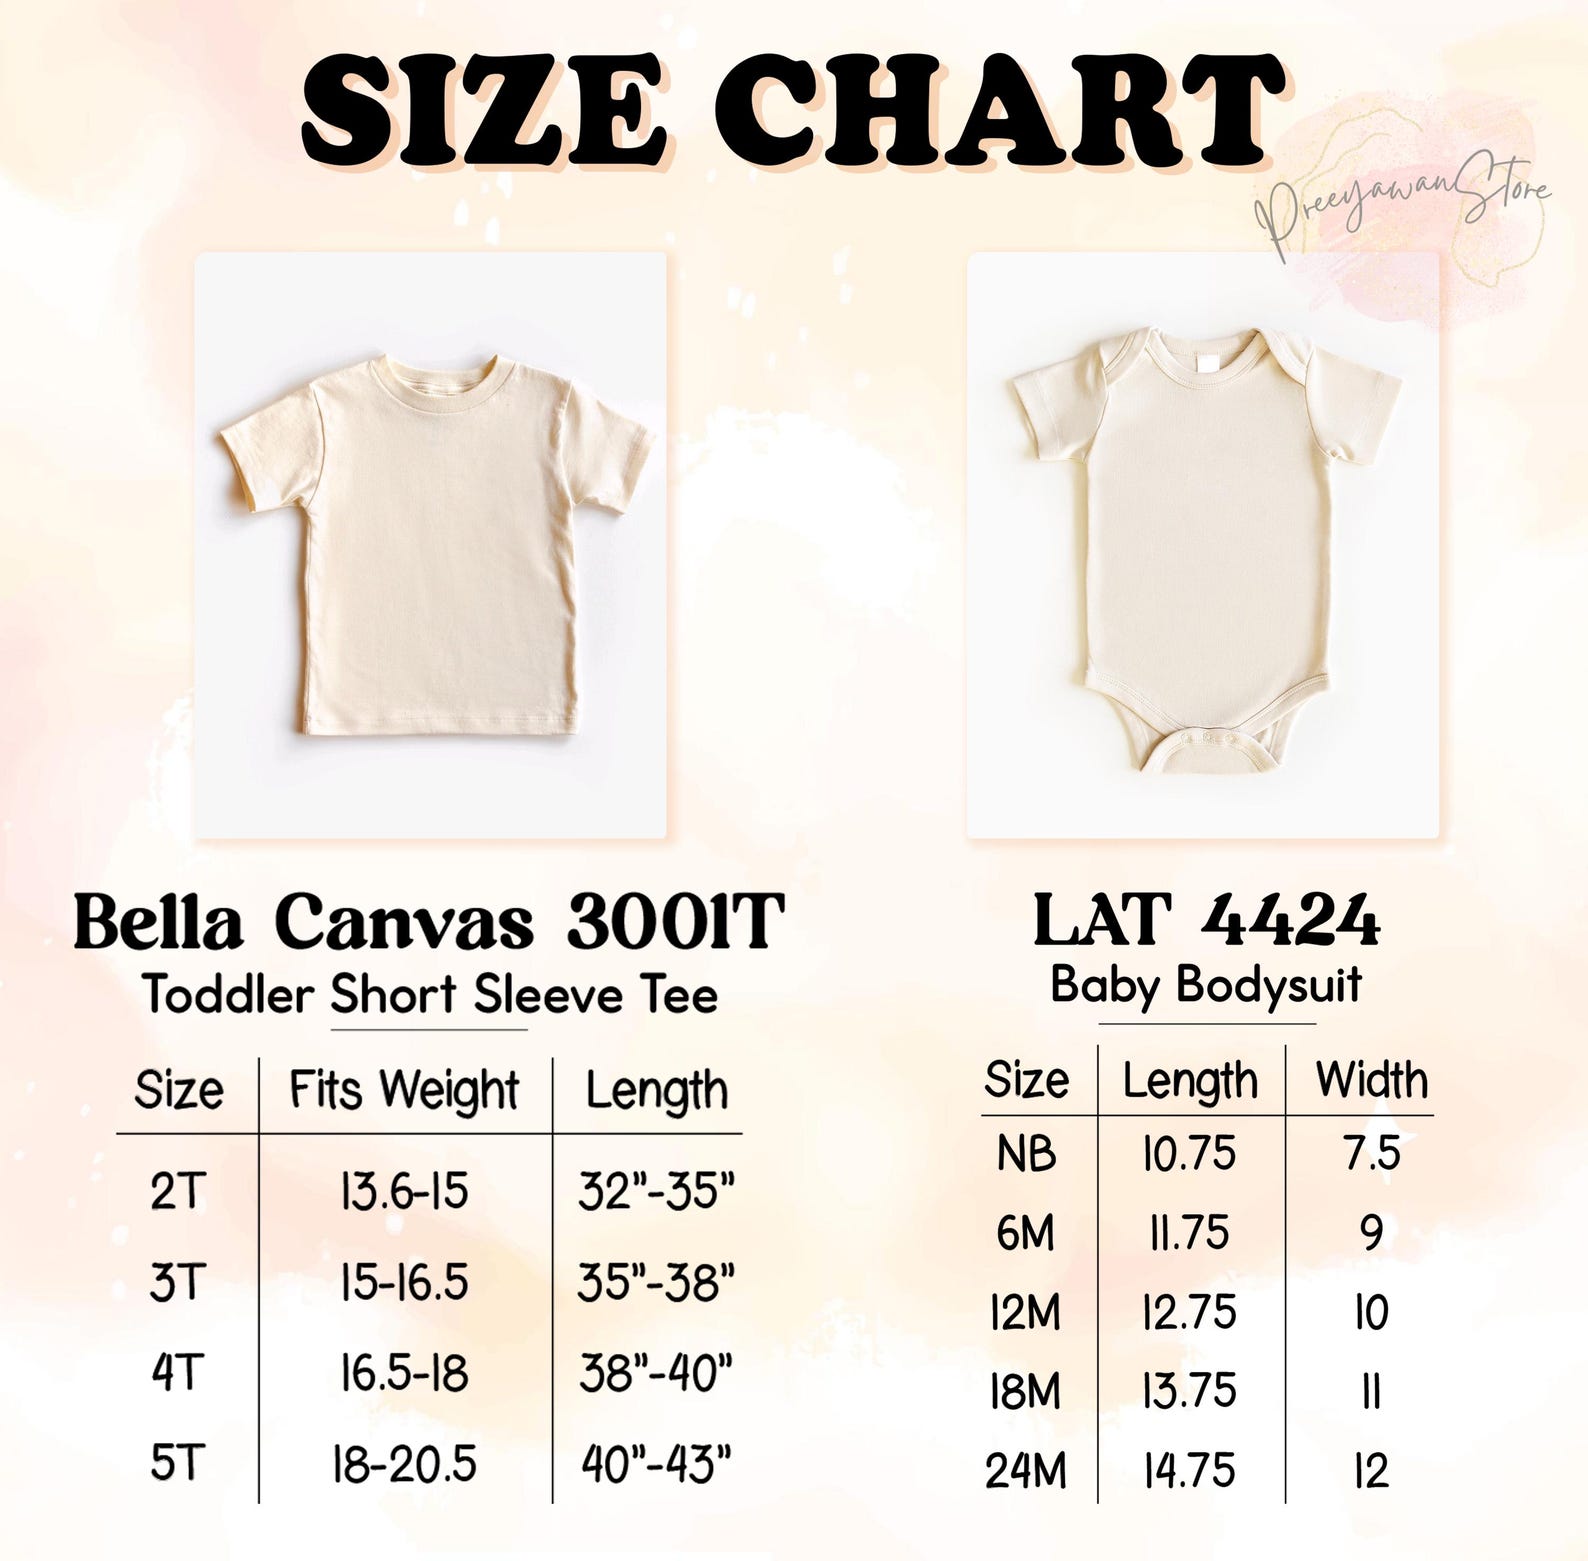 SIZE CHART
PreeyawanStore
Bella Canvas 3001T
Toddler Short Sleeve Tee
Size Fits Weight Length
2T 13.6-15 32”-35”
3T 15-16.5 35”-38”
4T 16.5-18 38”-40”
5T 18-20.5 40”-43”
LAT 4424
Baby Bodysuit
Size Length Width
NB 10.75 7.5
6M 11.75 9
12M 12.75 10
18M 13.75 11
24M 14.75 12